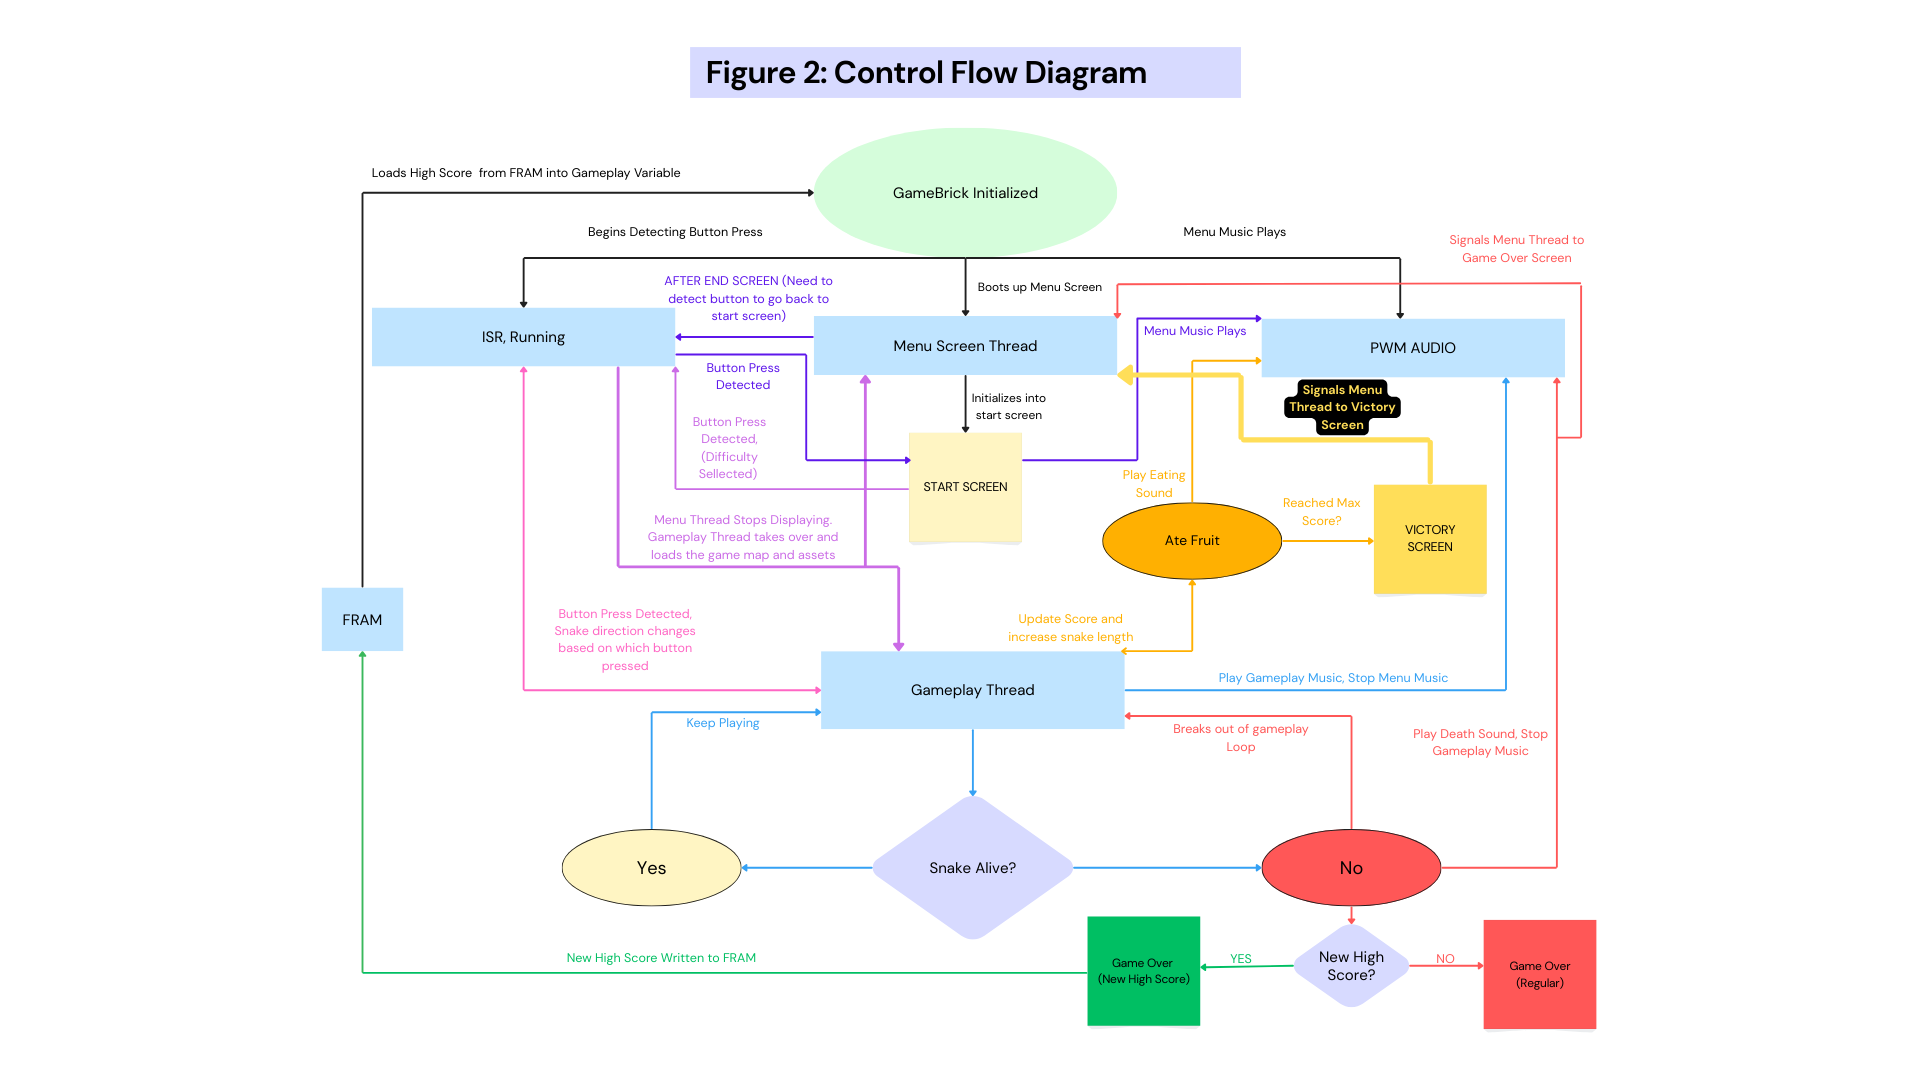 Figure 2: Control Flow Diagram
Loads High Score  from FRAM into Gameplay Variable
GameBrick Initialized
Begins Detecting Button Press
Menu Music Plays
Signals Menu Thread to
Game Over Screen
AFTER END SCREEN (Need to
detect button to go back to
start screen)
Boots up Menu Screen
ISR, Running
Menu Screen Thread
Menu Music Plays
PWM AUDIO
Button Press
Detected
Signals Menu
Thread to Victory
Screen
Initializes into
start screen
Button Press
Detected,
(Difficulty
Sellected)
START SCREEN
Play Eating
Sound
Reached Max
Score?
Menu Thread Stops Displaying.
Gameplay Thread takes over and
loads the game map and assets
Ate Fruit
VICTORY
SCREEN
FRAM
Button Press Detected,
Snake direction changes
based on which button
pressed
Update Score and
increase snake length
Gameplay Thread
Play Gameplay Music, Stop Menu Music
Keep Playing
Breaks out of gameplay
Loop
Play Death Sound, Stop
Gameplay Music
Yes
Snake Alive?
No
New High Score Written to FRAM
Game Over
(New High Score)
YES
New High
Score?
NO
Game Over
(Regular)